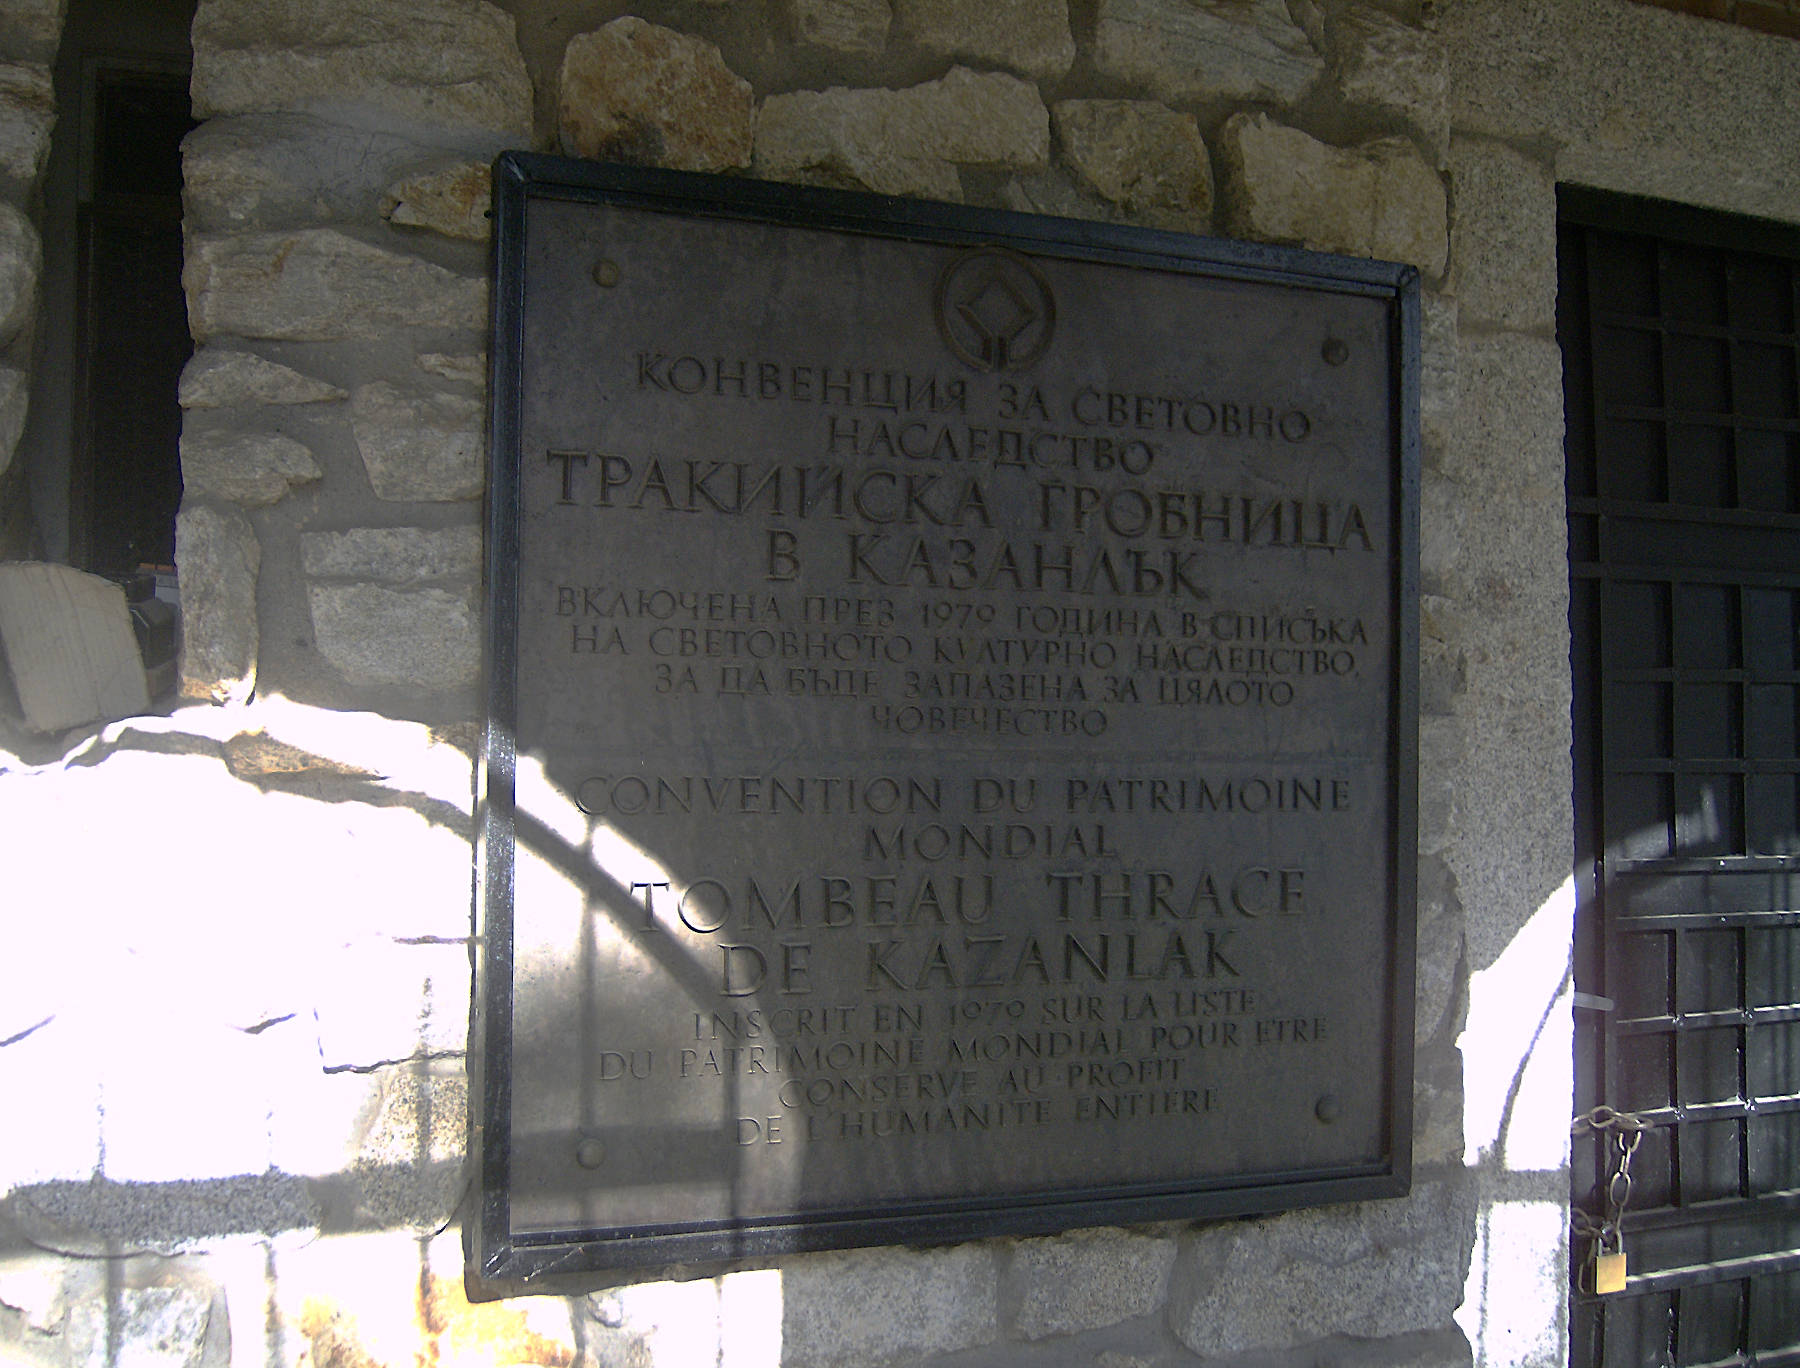 КОНВЕНЦИЯ ЗА СВЕТОВНО
НАСЛЕДСТВО
ТРАКИЙСКА ГРОБНИЦА
В КАЗАНЛЪК
ВКЛЮЧЕНА ПРЕЗ 1979 ГОДИНА В СПИСЪКА
НА СВЕТОВНОТО КУЛТУРНО НАСЛЕДСТВО,
ЗА ДА БЪДЕ ЗАПАЗЕНА ЗА ЦЯЛОТО
ЧОВЕЧЕСТВО
CONVENTION DU PATRIMOINE
MONDIAL
TOMBEAU THRACE
DE KAZANLAK
INSCRIT EN 1979 SUR LA LISTE
DU PATRIMOINE MONDIAL POUR ETRE
CONSERVE AU PROFIT
DE L'HUMANITE ENTIERE